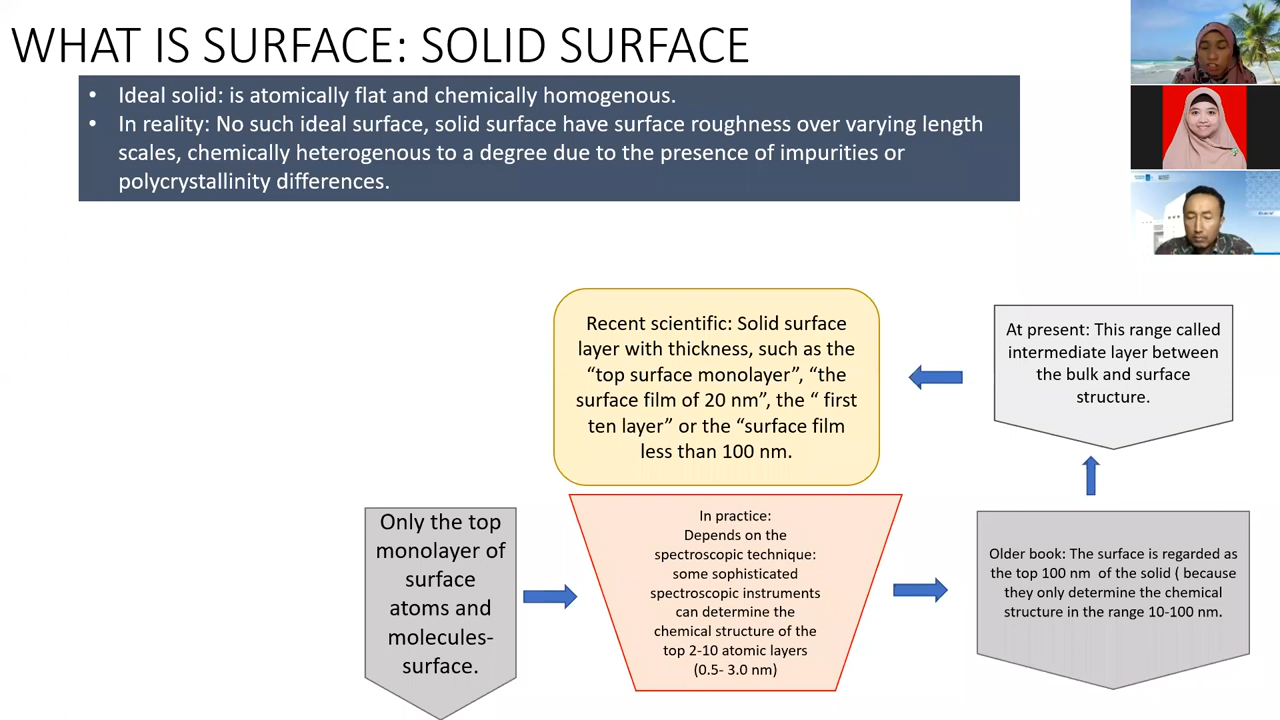 WHAT IS SURFACE: SOLID SURFACE
• Ideal solid: is atomically flat and chemically homogenous.
• In reality: No such ideal surface, solid surface have surface roughness over varying length
scales, chemically heterogenous to a degree due to the presence of impurities or
polycrystallinity differences.
Only the top
monolayer of
surface
atoms and
molecules-
surface.
In practice:
Depends on the
spectroscopic technique:
some sophisticated
spectroscopic instruments
can determine the
chemical structure of the
top 2-10 atomic layers
(0.5- 3.0 nm)
Older book: The surface is regarded as
the top 100 nm of the solid ( because
they only determine the chemical
structure in the range 10-100 nm.
At present: This range called
intermediate layer between
the bulk and surface
structure.
Recent scientific: Solid surface
layer with thickness, such as the
“top surface monolayer”, “the
surface film of 20 nm”, the “ first
ten layer” or the “surface film
less than 100 nm.